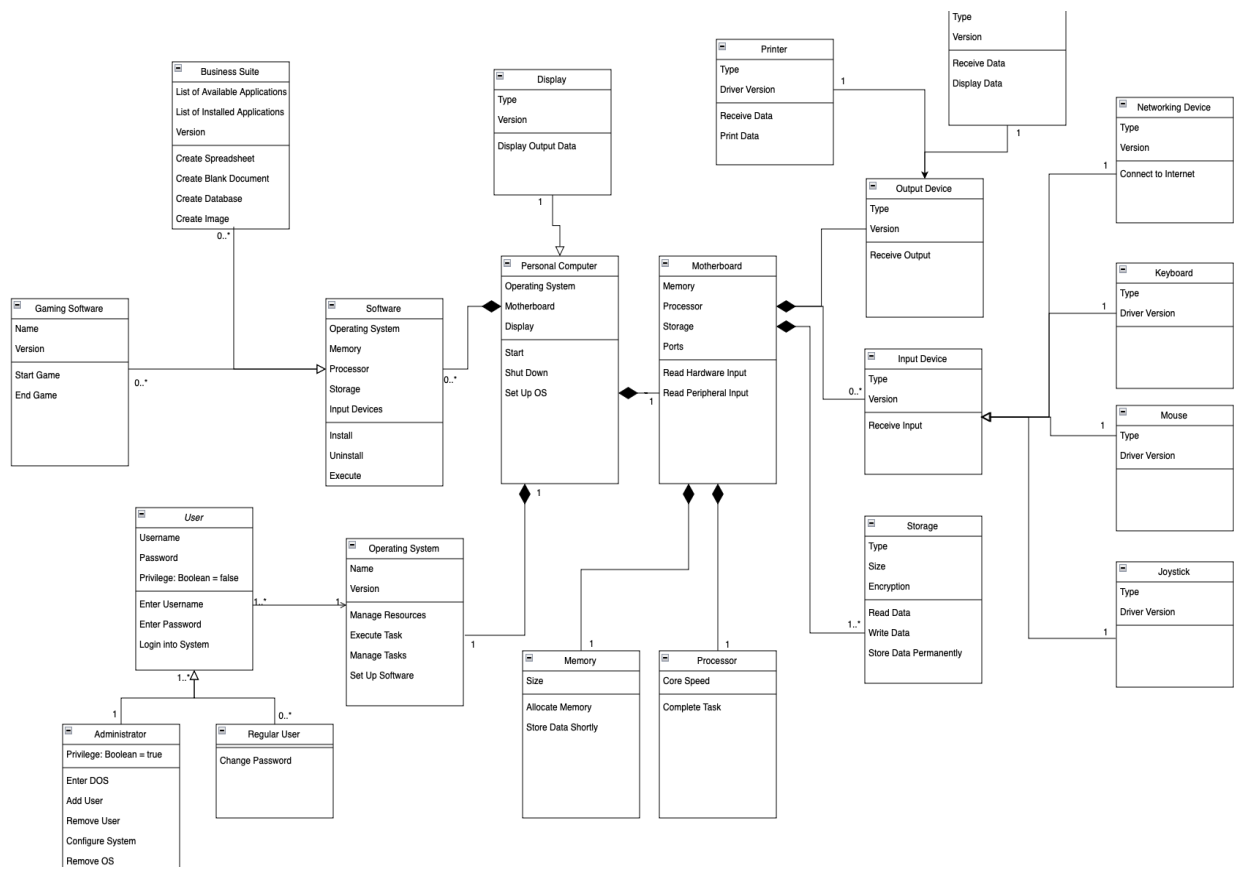 Type
Version
Receive Data
Display Data
1
Printer
Type
Driver Version
Receive Data
Print Data
1
Business Suite
List of Available Applications
List of Installed Applications
Version
Create Spreadsheet
Create Blank Document
Create Database
Create Image
0..*
Display
Type
Version
Display Output Data
1
Networking Device
Type
Version
Connect to Internet
1
Output Device
Type
Version
Receive Output
Personal Computer
Operating System
Motherboard
Display
Start
Shut Down
Set Up OS
1
Motherboard
Memory
Processor
Storage
Ports
Read Hardware Input
Read Peripheral Input
1
Keyboard
Type
Driver Version
1
Gaming Software
Name
Version
Start Game
End Game
0..*
Software
Operating System
Memory
Processor
Storage
Input Devices
Install
Uninstall
Execute
0..*
Input Device
Type
Version
Receive Input
0..*
Mouse
Type
Driver Version
1
User
Username
Password
Privilege: Boolean = false
Enter Username
Enter Password
Login into System
1..*
1
1..*
Operating System
Name
Version
Manage Resources
Execute Task
Manage Tasks
Set Up Software
1
Storage
Type
Size
Encryption
Read Data
Write Data
Store Data Permanently
1..*
Joystick
Type
Driver Version
1
Memory
Size
Allocate Memory
Store Data Shortly
1
Processor
Core Speed
Complete Task
1
Administrator
Privilege: Boolean = true
Enter DOS
Add User
Remove User
Configure System
Remove OS
1
Regular User
Change Password
0..*